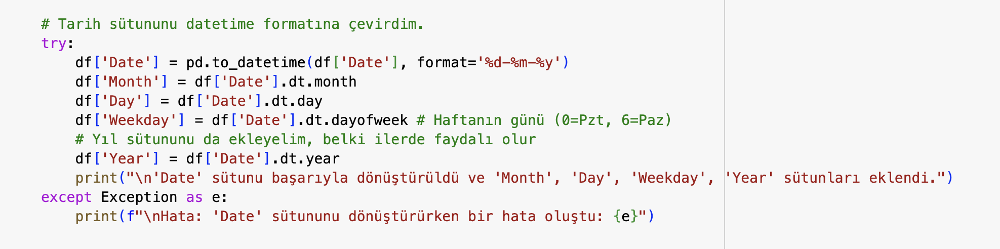 # Tarih sütununu datetime formatına çevirdim.
try:
    df['Date'] = pd.to_datetime(df['Date'], format='%d-%m-%y')
    df['Month'] = df['Date'].dt.month
    df['Day'] = df['Date'].dt.day
    df['Weekday'] = df['Date'].dt.dayofweek # Haftanın günü (0=Pzt, 6=Paz)
    # Yıl sütununu da ekleyelim, belki ilerde faydalı olur
    df['Year'] = df['Date'].dt.year
    print("\n'Date' sütunu başarıyla dönüştürüldü ve 'Month', 'Day', 'Weekday', 'Year' sütunları eklendi.")
except Exception as e:
    print(f"\nHata: 'Date' sütununu dönüştürürken bir hata oluştu: {e}")